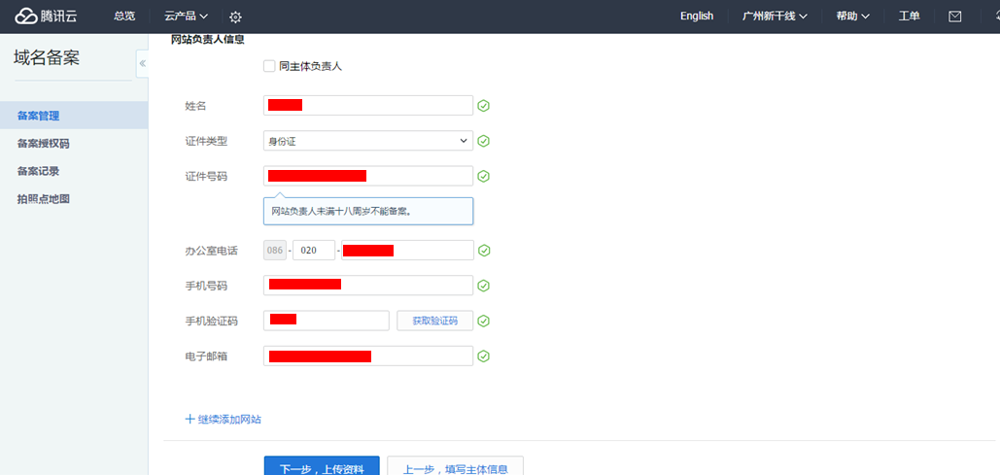 腾讯云 总览 云产品 English 广州新干线 帮助 工单
域名备案
备案管理
备案授权码
备案记录
拍照点地图
网站负责人信息
同主体负责人
姓名
证件类型 身份证
证件号码
网站负责人未满十八周岁不能备案。
办公室电话 086 - 020 -
手机号码
手机验证码 获取验证码
电子邮箱
继续添加网站
下一步，上传资料 上一步，填写主体信息